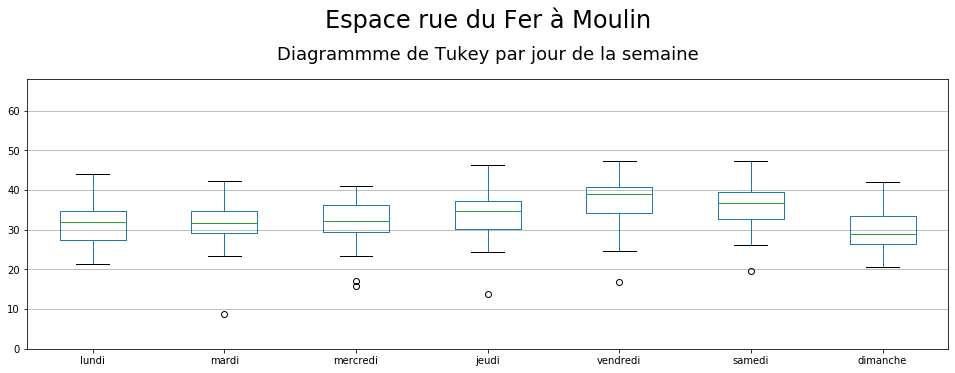 Espace rue du Fer à Moulin
Diagrammme de Tukey par jour de la semaine
60
50
40
30
20
10
0
lundi mardi mercredi jeudi vendredi samedi dimanche